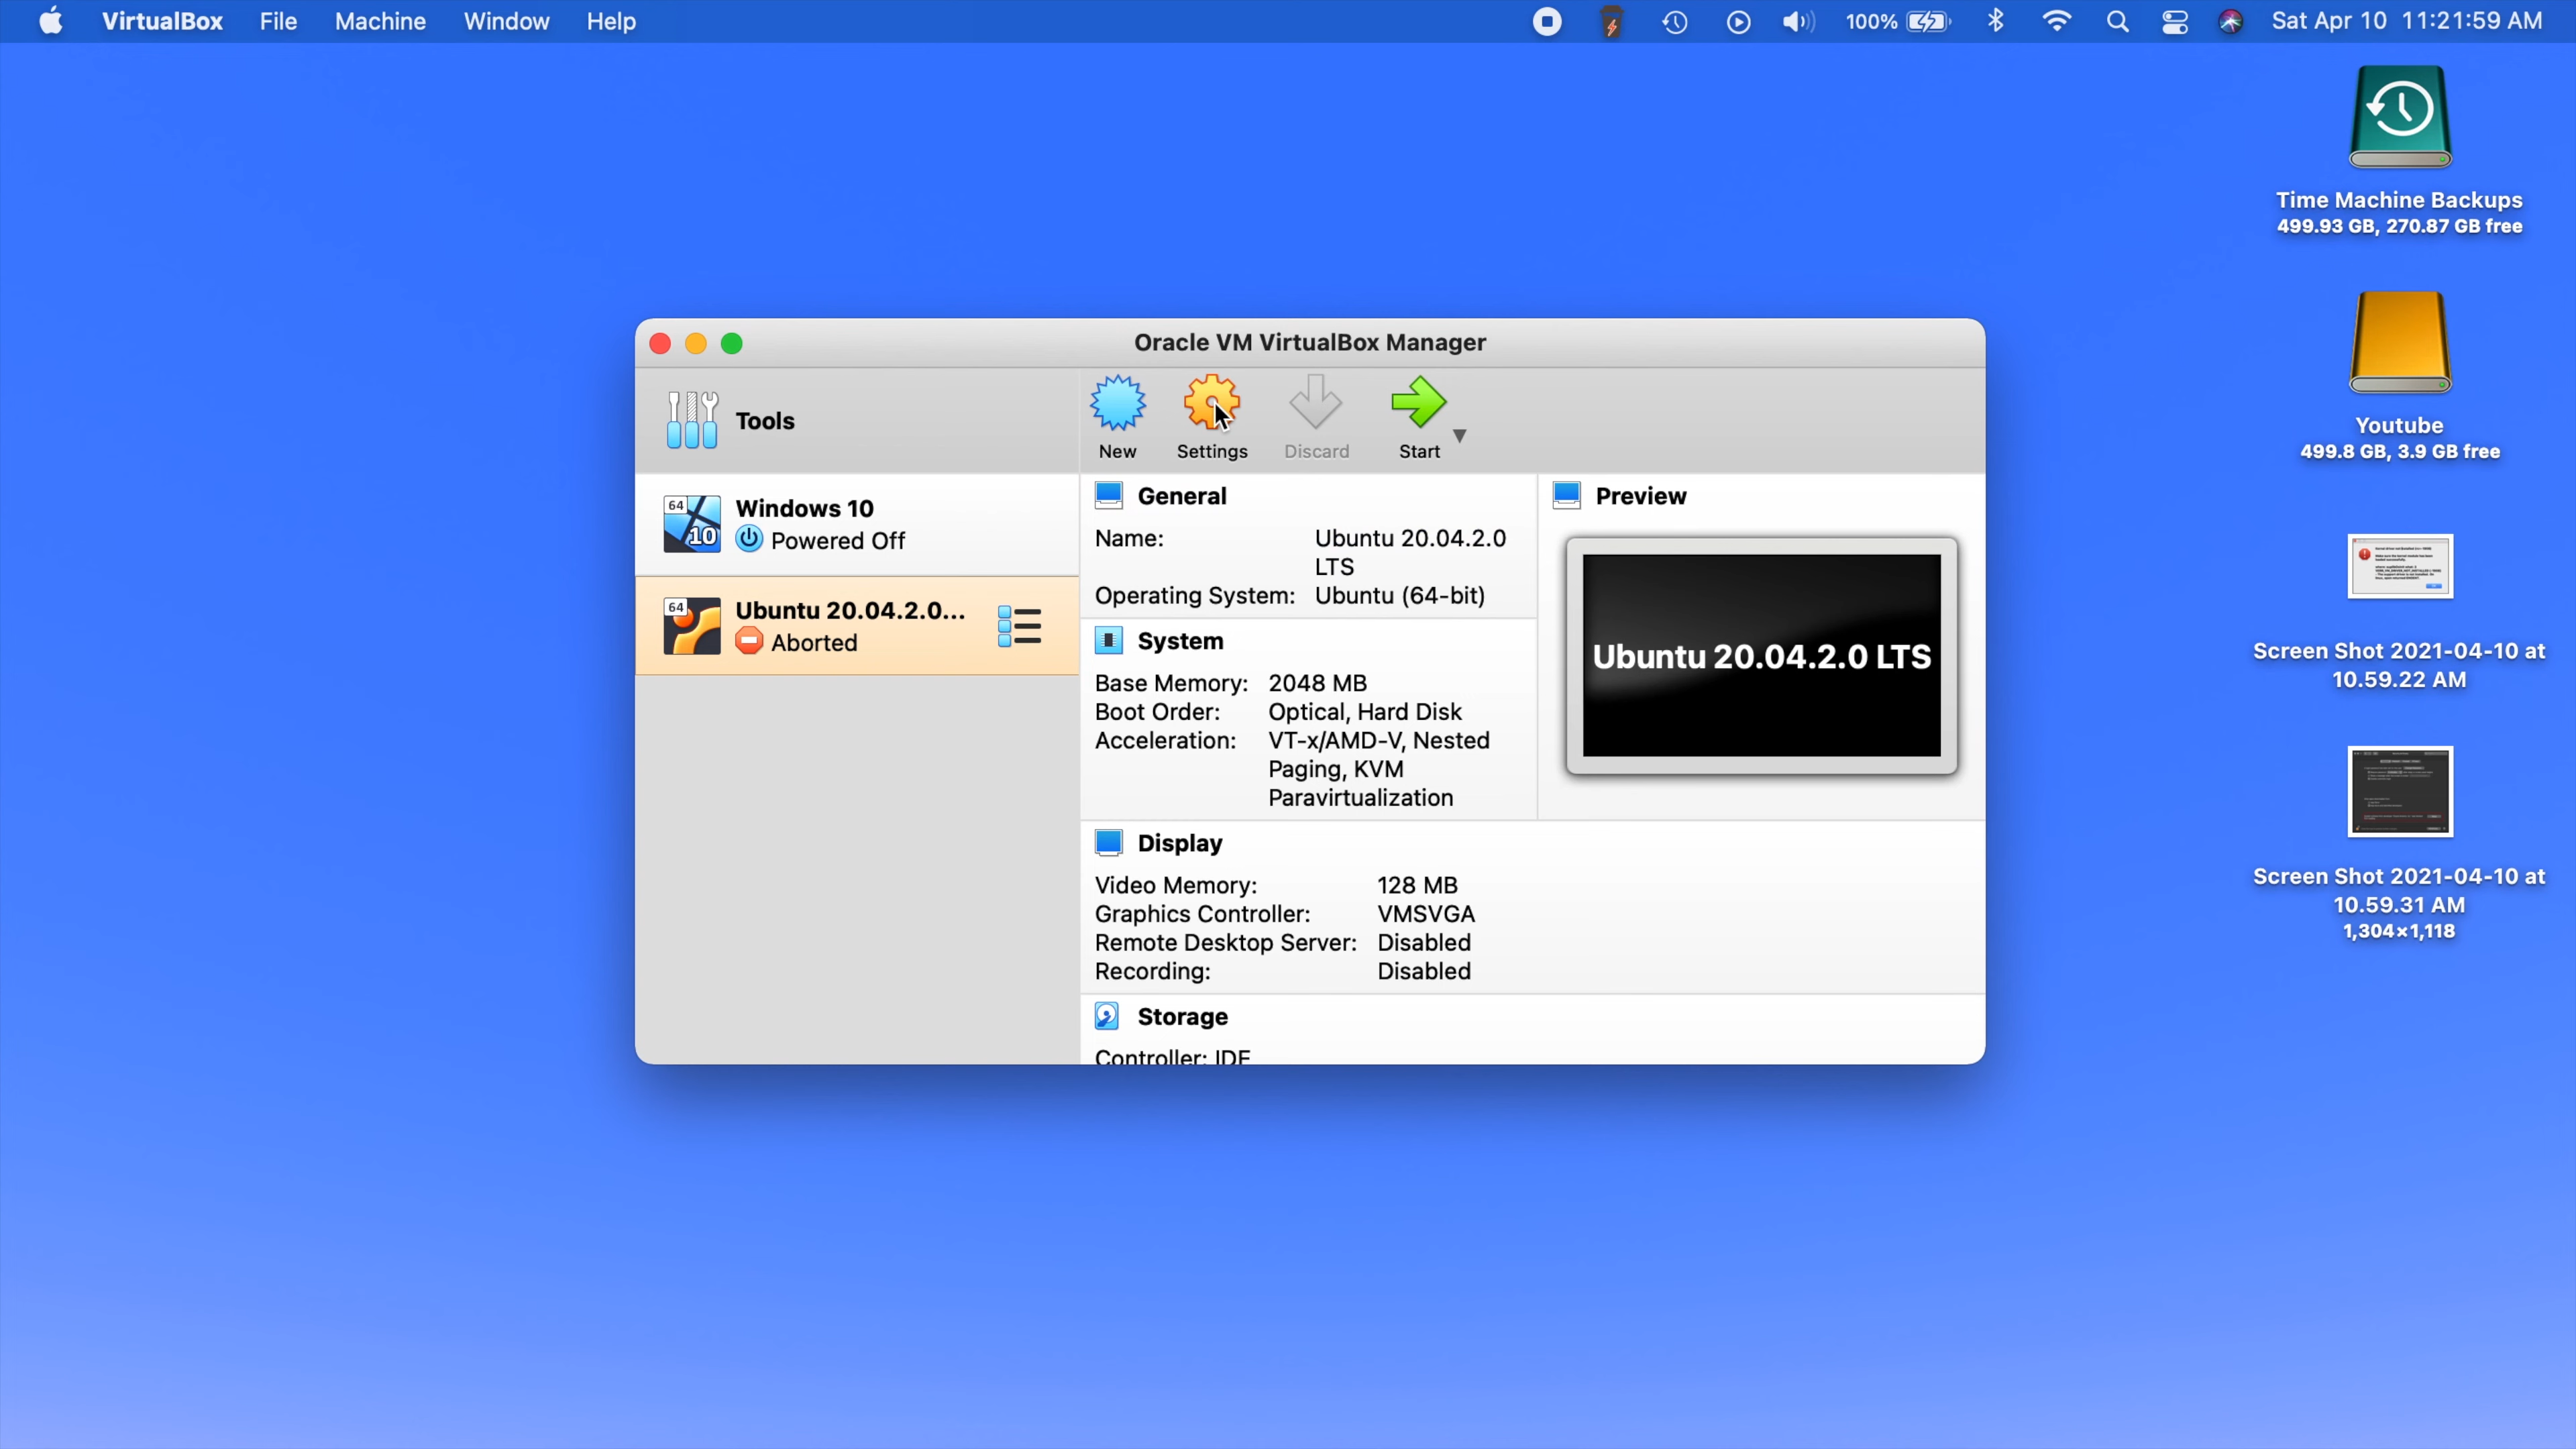 VirtualBox File Machine Window Help 100% Sat Apr 10 11:21:59 AM
Time Machine Backups
499.93 GB, 270.87 GB free
Youtube
499.8 GB, 3.9 GB free
Screen Shot 2021-04-10 at
10.59.22 AM
Screen Shot 2021-04-10 at
10.59.31 AM
1,304×1,118
Oracle VM VirtualBox Manager
Tools
New Settings Discard Start
64
10
Windows 10
Powered Off
64
Ubuntu 20.04.2.0...
Aborted
General
Name: Ubuntu 20.04.2.0
LTS
Operating System: Ubuntu (64-bit)
System
Base Memory: 2048 MB
Boot Order: Optical, Hard Disk
Acceleration: VT-x/AMD-V, Nested
Paging, KVM
Paravirtualization
Preview
Ubuntu 20.04.2.0 LTS
Display
Video Memory: 128 MB
Graphics Controller: VMSVGA
Remote Desktop Server: Disabled
Recording: Disabled
Storage
Controller: IDE